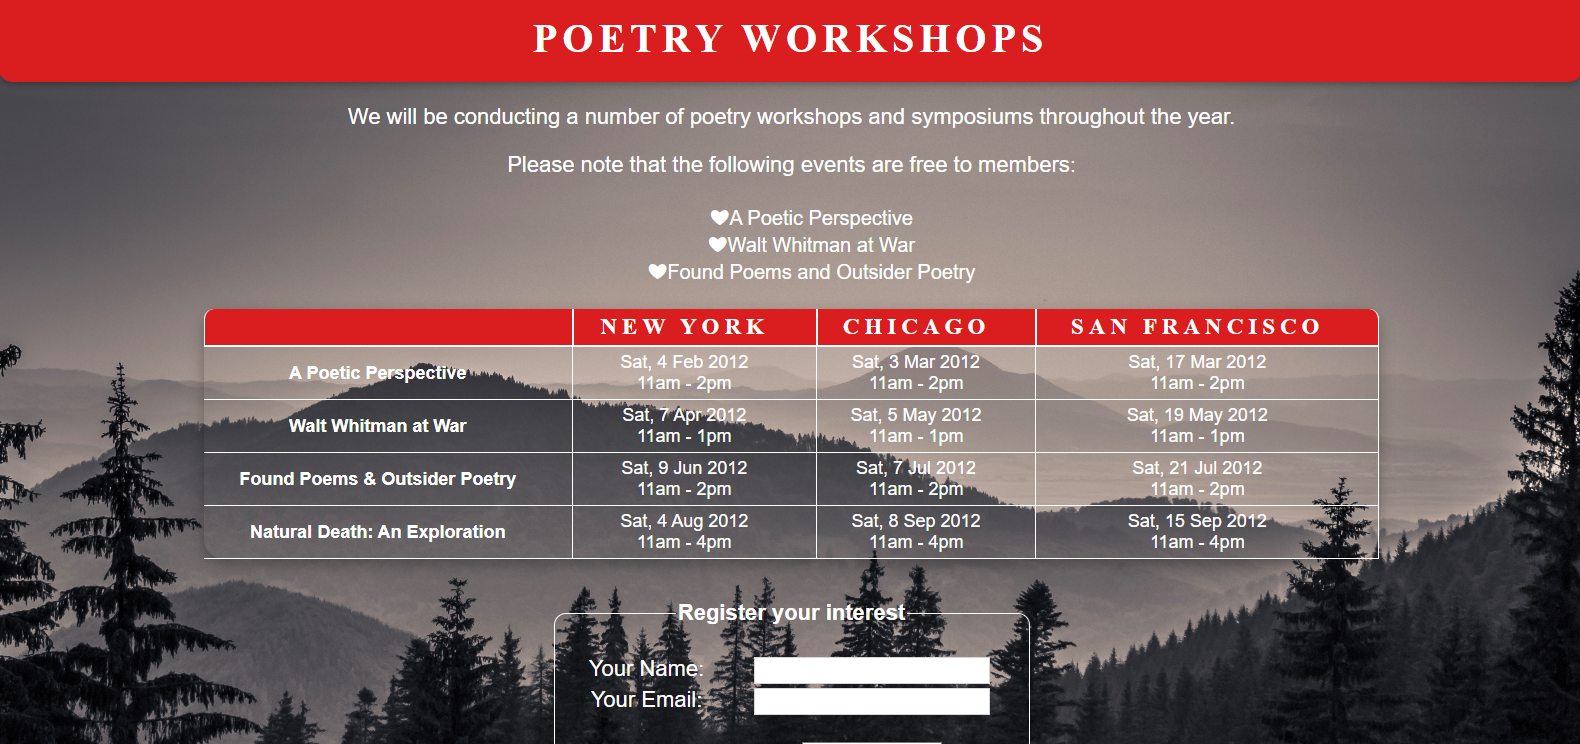 POETRY WORKSHOPS
We will be conducting a number of poetry workshops and symposiums throughout the year.
Please note that the following events are free to members:
A Poetic Perspective
Walt Whitman at War
Found Poems and Outsider Poetry
NEW YORK CHICAGO SAN FRANCISCO
A Poetic Perspective
Sat, 4 Feb 2012
11am - 2pm
Sat, 3 Mar 2012
11am - 2pm
Sat, 17 Mar 2012
11am - 2pm
Walt Whitman at War
Sat, 7 Apr 2012
11am - 1pm
Sat, 5 May 2012
11am - 1pm
Sat, 19 May 2012
11am - 1pm
Found Poems & Outsider Poetry
Sat, 9 Jun 2012
11am - 2pm
Sat, 7 Jul 2012
11am - 2pm
Sat, 21 Jul 2012
11am - 2pm
Natural Death: An Exploration
Sat, 4 Aug 2012
11am - 4pm
Sat, 8 Sep 2012
11am - 4pm
Sat, 15 Sep 2012
11am - 4pm
Register your interest
Your Name:
Your Email: